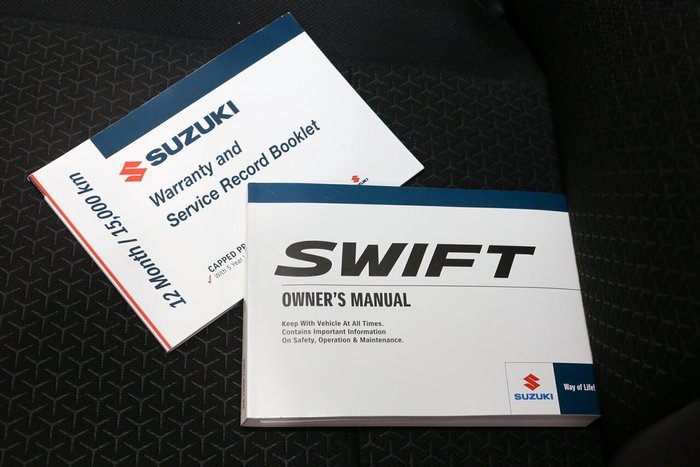 SUZUKI
Warranty and
Service Record Booklet
12 Month / 15,000 km
CAPPED
With 5 Year
SWIFT
OWNER'S MANUAL
Keep With Vehicle At All Times.
Contains Important Information
On Safety, Operation & Maintenance.
SUZUKI
Way of Life!